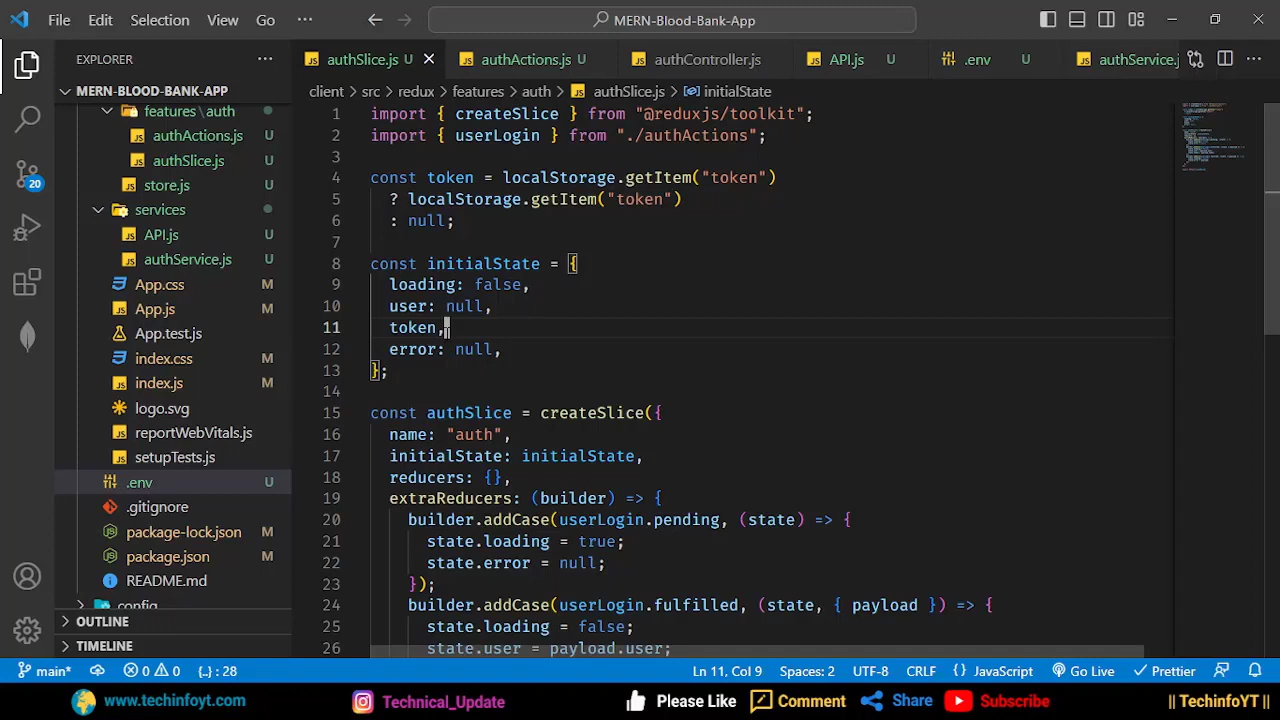 File Edit Selection View Go ··· MERN-Blood-Bank-App
EXPLORER ···
MERN-BLOOD-BANK-APP
features\auth
authActions.js U
authSlice.js U
store.js U
services
API.js U
authService.js U
App.css M
App.js M
App.test.js
index.css M
index.js M
logo.svg
reportWebVitals.js
setupTests.js
.env U
.gitignore
package-lock.json M
package.json M
README.md
config
OUTLINE
TIMELINE
20
authSlice.js U authActions.js U authController.js API.js U .env U authService.
client > src > redux > features > auth > authSlice.js > initialState
1 import { createSlice } from "@reduxjs/toolkit";
2 import { userLogin } from "./authActions";
3
4 const token = localStorage.getItem("token")
5 ? localStorage.getItem("token")
6 : null;
7
8 const initialState = {
9 loading: false,
10 user: null,
11 token,
12 error: null,
13 };
14
15 const authSlice = createSlice({
16 name: "auth",
17 initialState: initialState,
18 reducers: {},
19 extraReducers: (builder) => {
20 builder.addCase(userLogin.pending, (state) => {
21 state.loading = true;
22 state.error = null;
23 });
24 builder.addCase(userLogin.fulfilled, (state, { payload }) => {
25 state.loading = false;
26 state.user = payload.user;
main* 0 0 {..} : 28 Ln 11, Col 9 Spaces: 2 UTF-8 CRLF {} JavaScript Go Live Prettier
www.techinfoyt.com Technical_Update Please Like Comment Share Subscribe || TechinfoYT ||